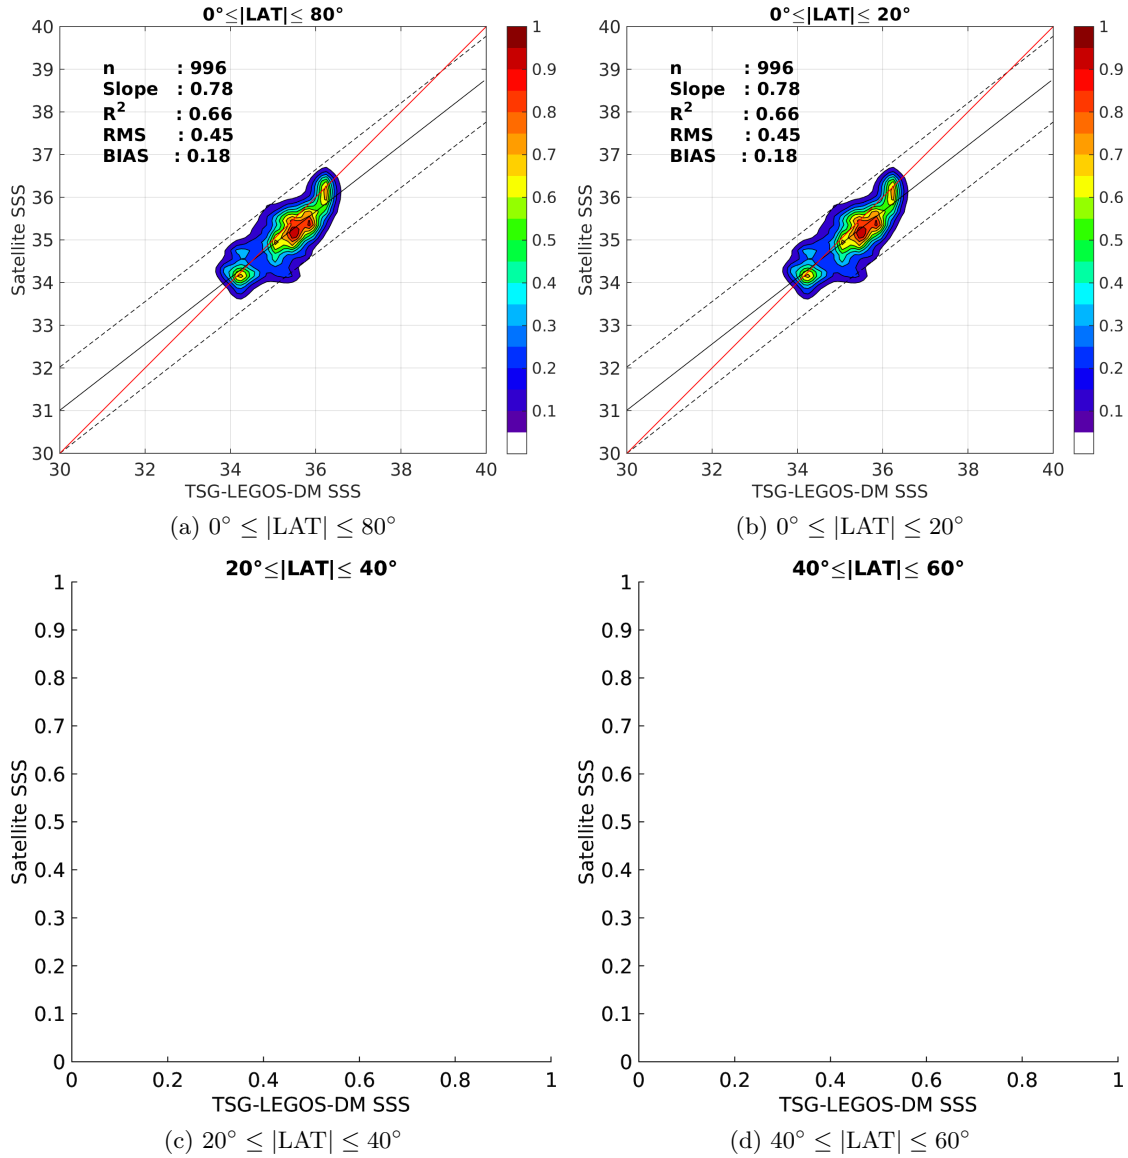 0°≤|LAT|≤ 80°
n : 996
Slope : 0.78
R² : 0.66
RMS : 0.45
BIAS : 0.18
40
39
38
37
36
35
34
33
32
31
30
Satellite SSS
30 32 34 36 38 40
TSG-LEGOS-DM SSS
1
0.9
0.8
0.7
0.6
0.5
0.4
0.3
0.2
0.1
(a) 0° ≤ |LAT| ≤ 80°
0°≤|LAT|≤ 20°
n : 996
Slope : 0.78
R² : 0.66
RMS : 0.45
BIAS : 0.18
40
39
38
37
36
35
34
33
32
31
30
Satellite SSS
30 32 34 36 38 40
TSG-LEGOS-DM SSS
1
0.9
0.8
0.7
0.6
0.5
0.4
0.3
0.2
0.1
(b) 0° ≤ |LAT| ≤ 20°
20°≤|LAT|≤ 40°
1
0.9
0.8
0.7
0.6
0.5
0.4
0.3
0.2
0.1
0
Satellite SSS
0 0.2 0.4 0.6 0.8 1
TSG-LEGOS-DM SSS
(c) 20° ≤ |LAT| ≤ 40°
40°≤|LAT|≤ 60°
1
0.9
0.8
0.7
0.6
0.5
0.4
0.3
0.2
0.1
0
Satellite SSS
0 0.2 0.4 0.6 0.8 1
TSG-LEGOS-DM SSS
(d) 40° ≤ |LAT| ≤ 60°